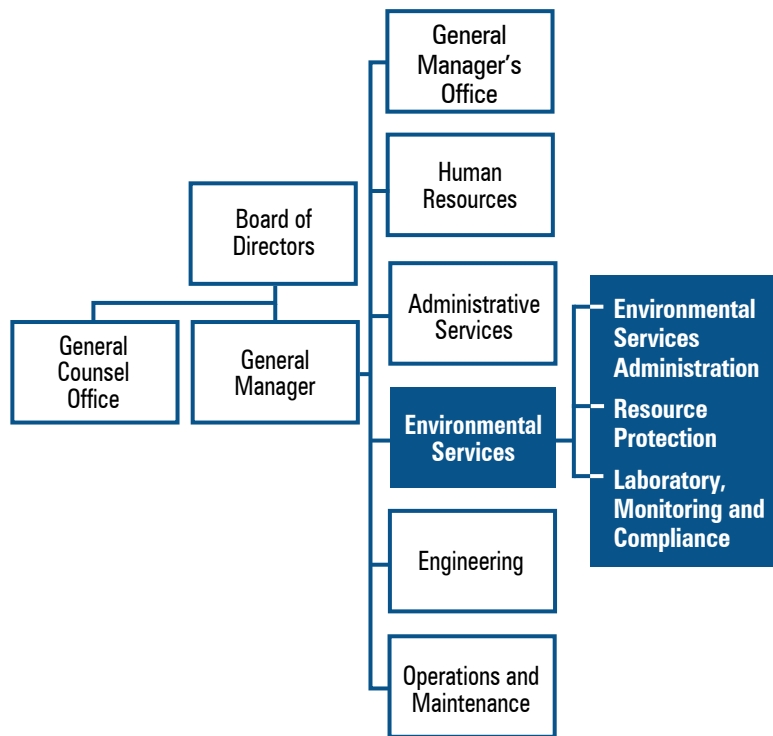 General
Manager’s
Office
Human
Resources
Board of
Directors
Administrative
Services
General
Counsel
Office
General
Manager
Environmental
Services
Environmental
Services
Administration
Resource
Protection
Laboratory,
Monitoring and
Compliance
Engineering
Operations and
Maintenance